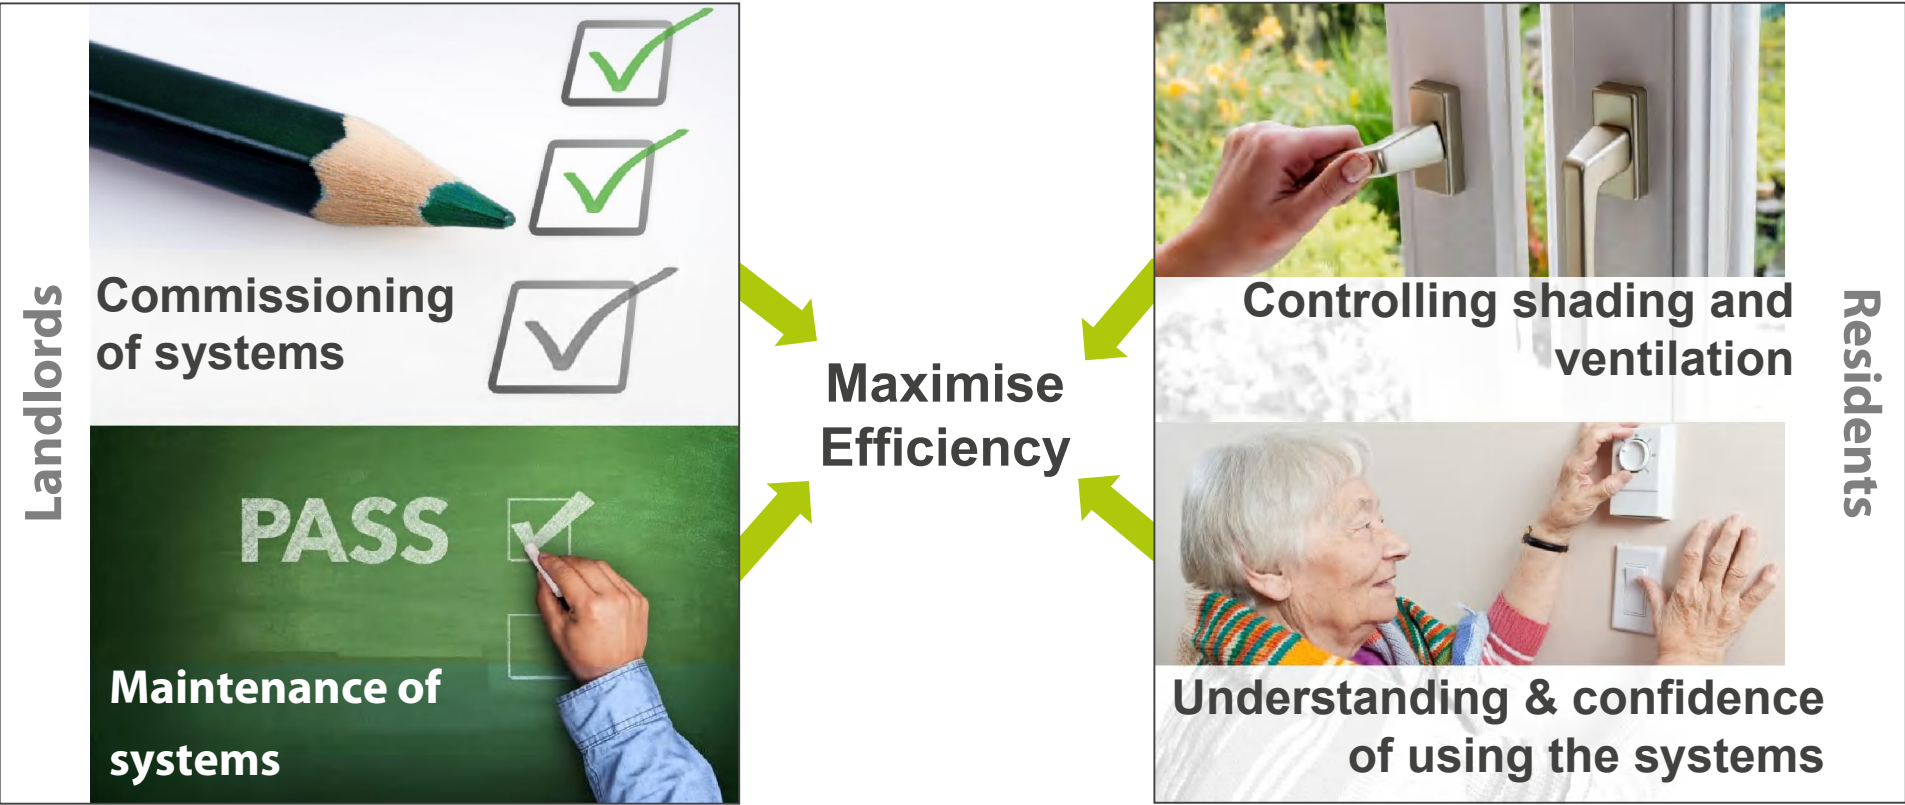 Landlords
Commissioning
of systems
PASS
Maintenance of
systems
Maximise
Efficiency
Controlling shading and
ventilation
Understanding & confidence
of using the systems
Residents